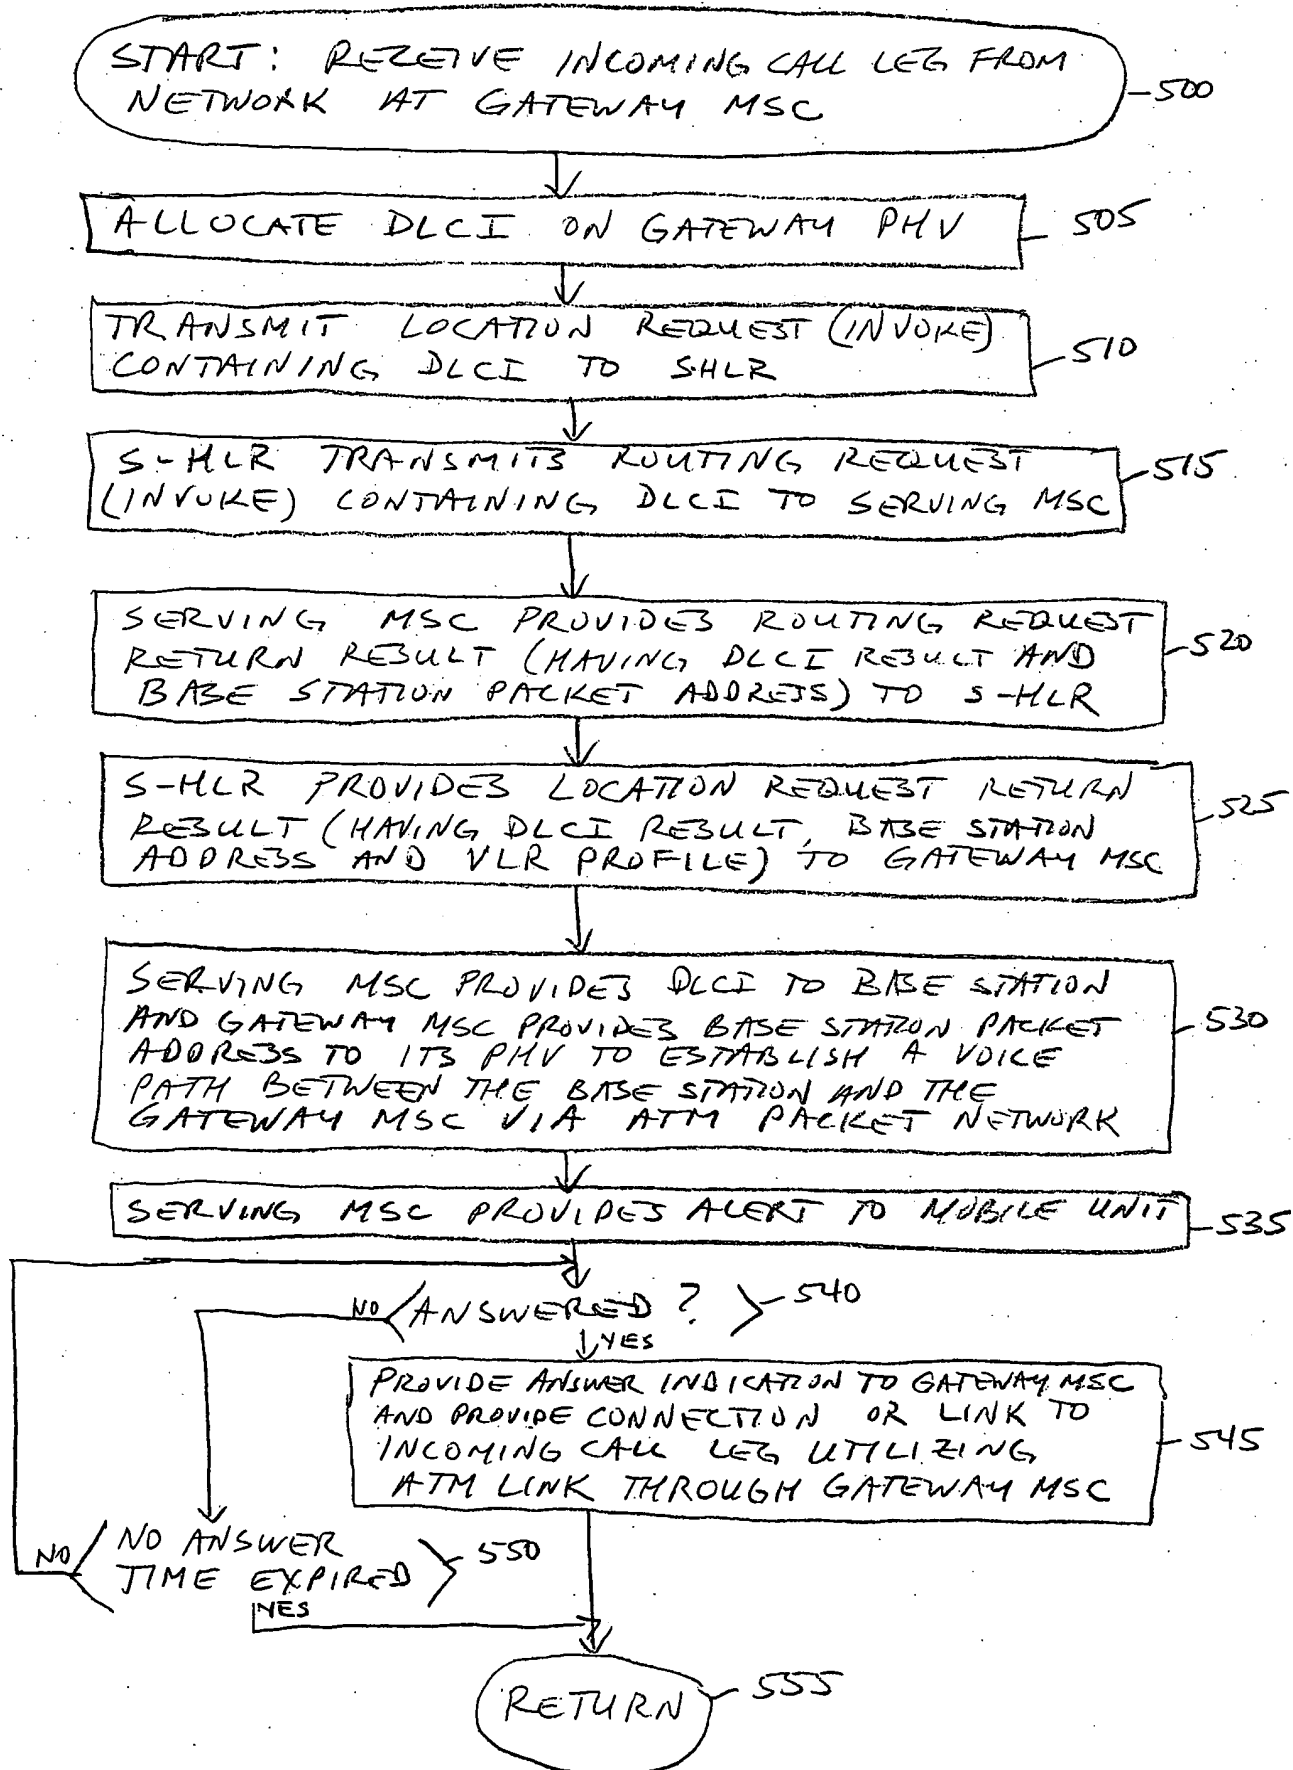 START: RECEIVE INCOMING CALL LEG FROM
NETWORK AT GATEWAY MSC
500
ALLOCATE DLCI ON GATEWAY PHV
505
TRANSMIT LOCATION REQUEST (INVOKE)
CONTAINING DLCI TO S-HLR
510
S-HLR TRANSMITS ROUTING REQUEST
(INVOKE) CONTAINING DLCI TO SERVING MSC
515
SERVING MSC PROVIDES ROUTING REQUEST
RETURN RESULT (HAVING DLCI RESULT AND
BASE STATION PACKET ADDRESS) TO S-HLR
520
S-HLR PROVIDES LOCATION REQUEST RETURN
RESULT (HAVING DLCI RESULT, BASE STATION
ADDRESS AND VLR PROFILE) TO GATEWAY MSC
525
SERVING MSC PROVIDES DLCI TO BASE STATION
AND GATEWAY MSC PROVIDES BASE STATION PACKET
ADDRESS TO ITS PHV TO ESTABLISH A VOICE
PATH BETWEEN THE BASE STATION AND THE
GATEWAY MSC VIA ATM PACKET NETWORK
530
SERVING MSC PROVIDES ALERT TO MOBILE UNIT
535
NO
ANSWERED?
540
YES
PROVIDE ANSWER INDICATION TO GATEWAY MSC
AND PROVIDE CONNECTION OR LINK TO
INCOMING CALL LEG UTILIZING
ATM LINK THROUGH GATEWAY MSC
545
NO
NO ANSWER
TIME EXPIRED
550
YES
RETURN
555